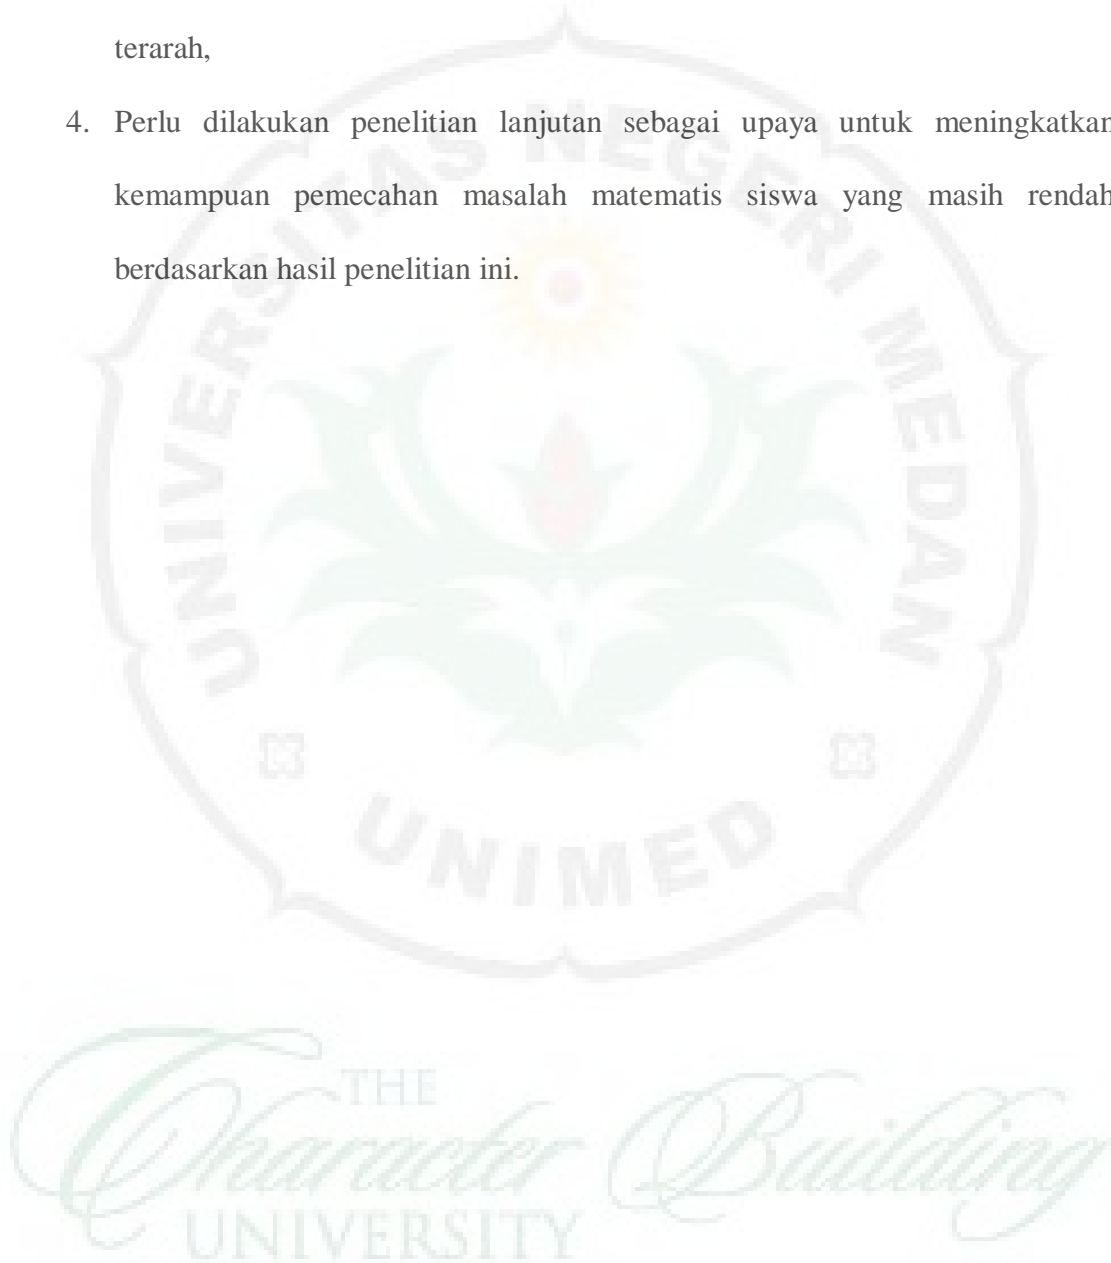 terarah,
4. Perlu dilakukan penelitian lanjutan sebagai upaya untuk meningkatkan
kemampuan pemecahan masalah matematis siswa yang masih rendah
berdasarkan hasil penelitian ini.
UNIVERSITAS NEGERI MEDAN
UNIMED
THE
Character Building
UNIVERSITY